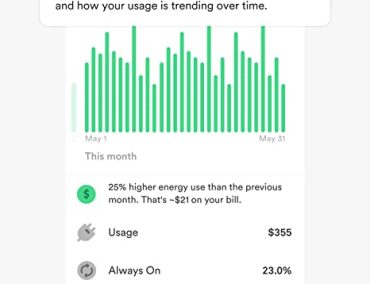 and how your usage is trending over time.
May 1
May 31
This month
$
25% higher energy use than the previous
month. That's ~$21 on your bill.
Usage
$355
Always On
23.0%